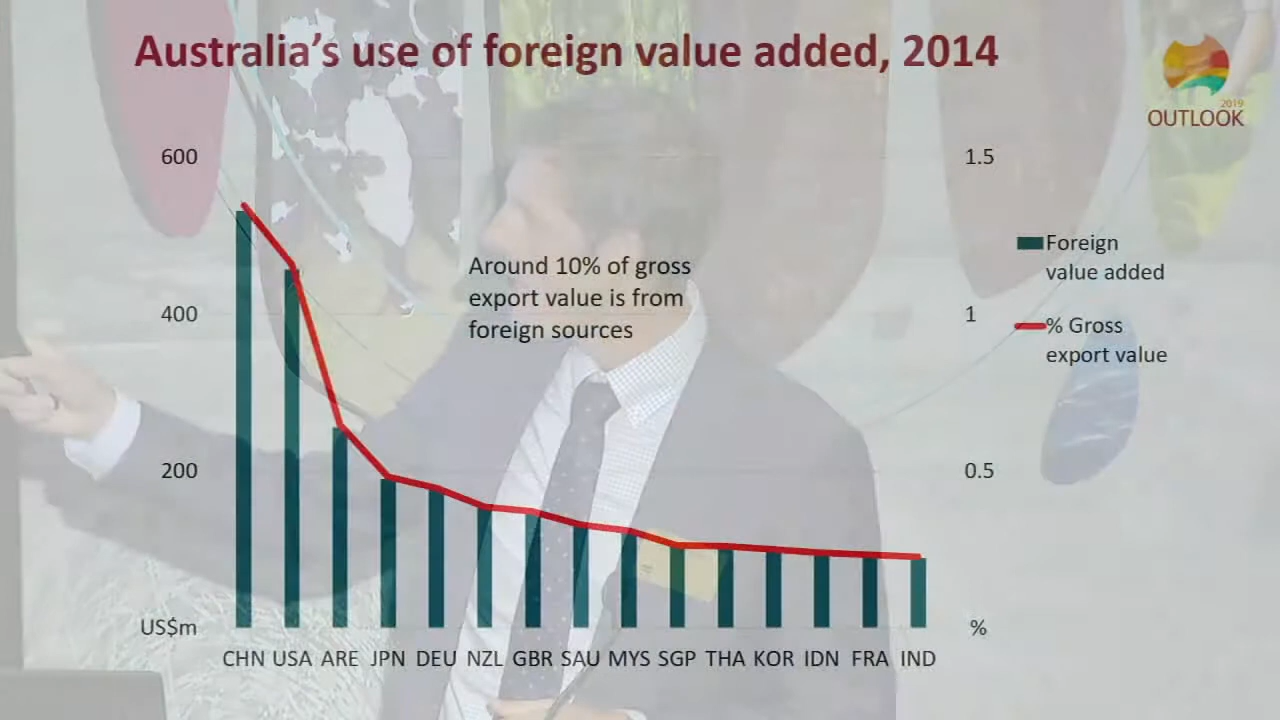 Australia's use of foreign value added, 2014
2019
OUTLOOK
600
1.5
Foreign
value added
Around 10% of gross
export value is from
foreign sources
400
1
% Gross
export value
200
0.5
US$m
%
CHN USA ARE JPN DEU NZL GBR SAU MYS SGP THA KOR IDN FRA IND